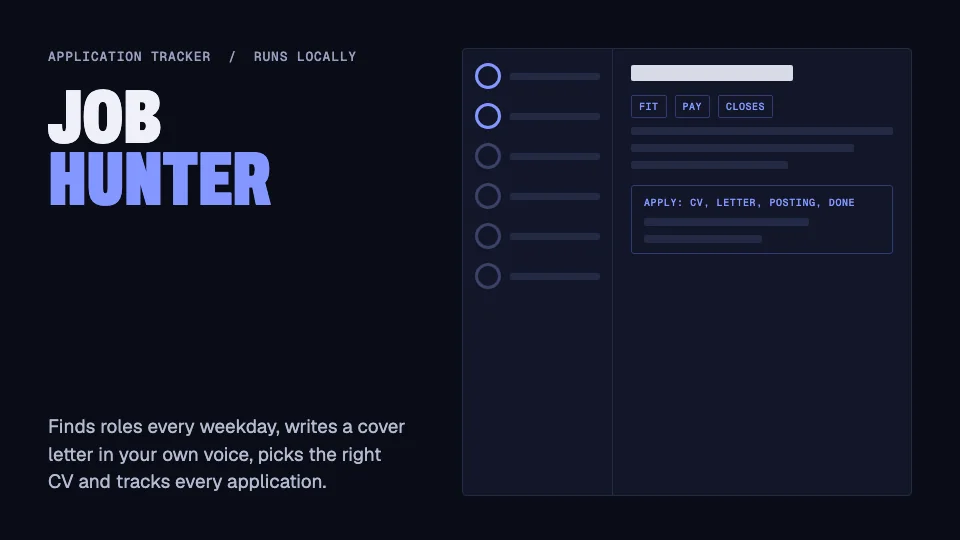 APPLICATION TRACKER / RUNS LOCALLY
JOB
HUNTER
Finds roles every weekday, writes a cover
letter in your own voice, picks the right
CV and tracks every application.
FIT PAY CLOSES
APPLY: CV, LETTER, POSTING, DONE